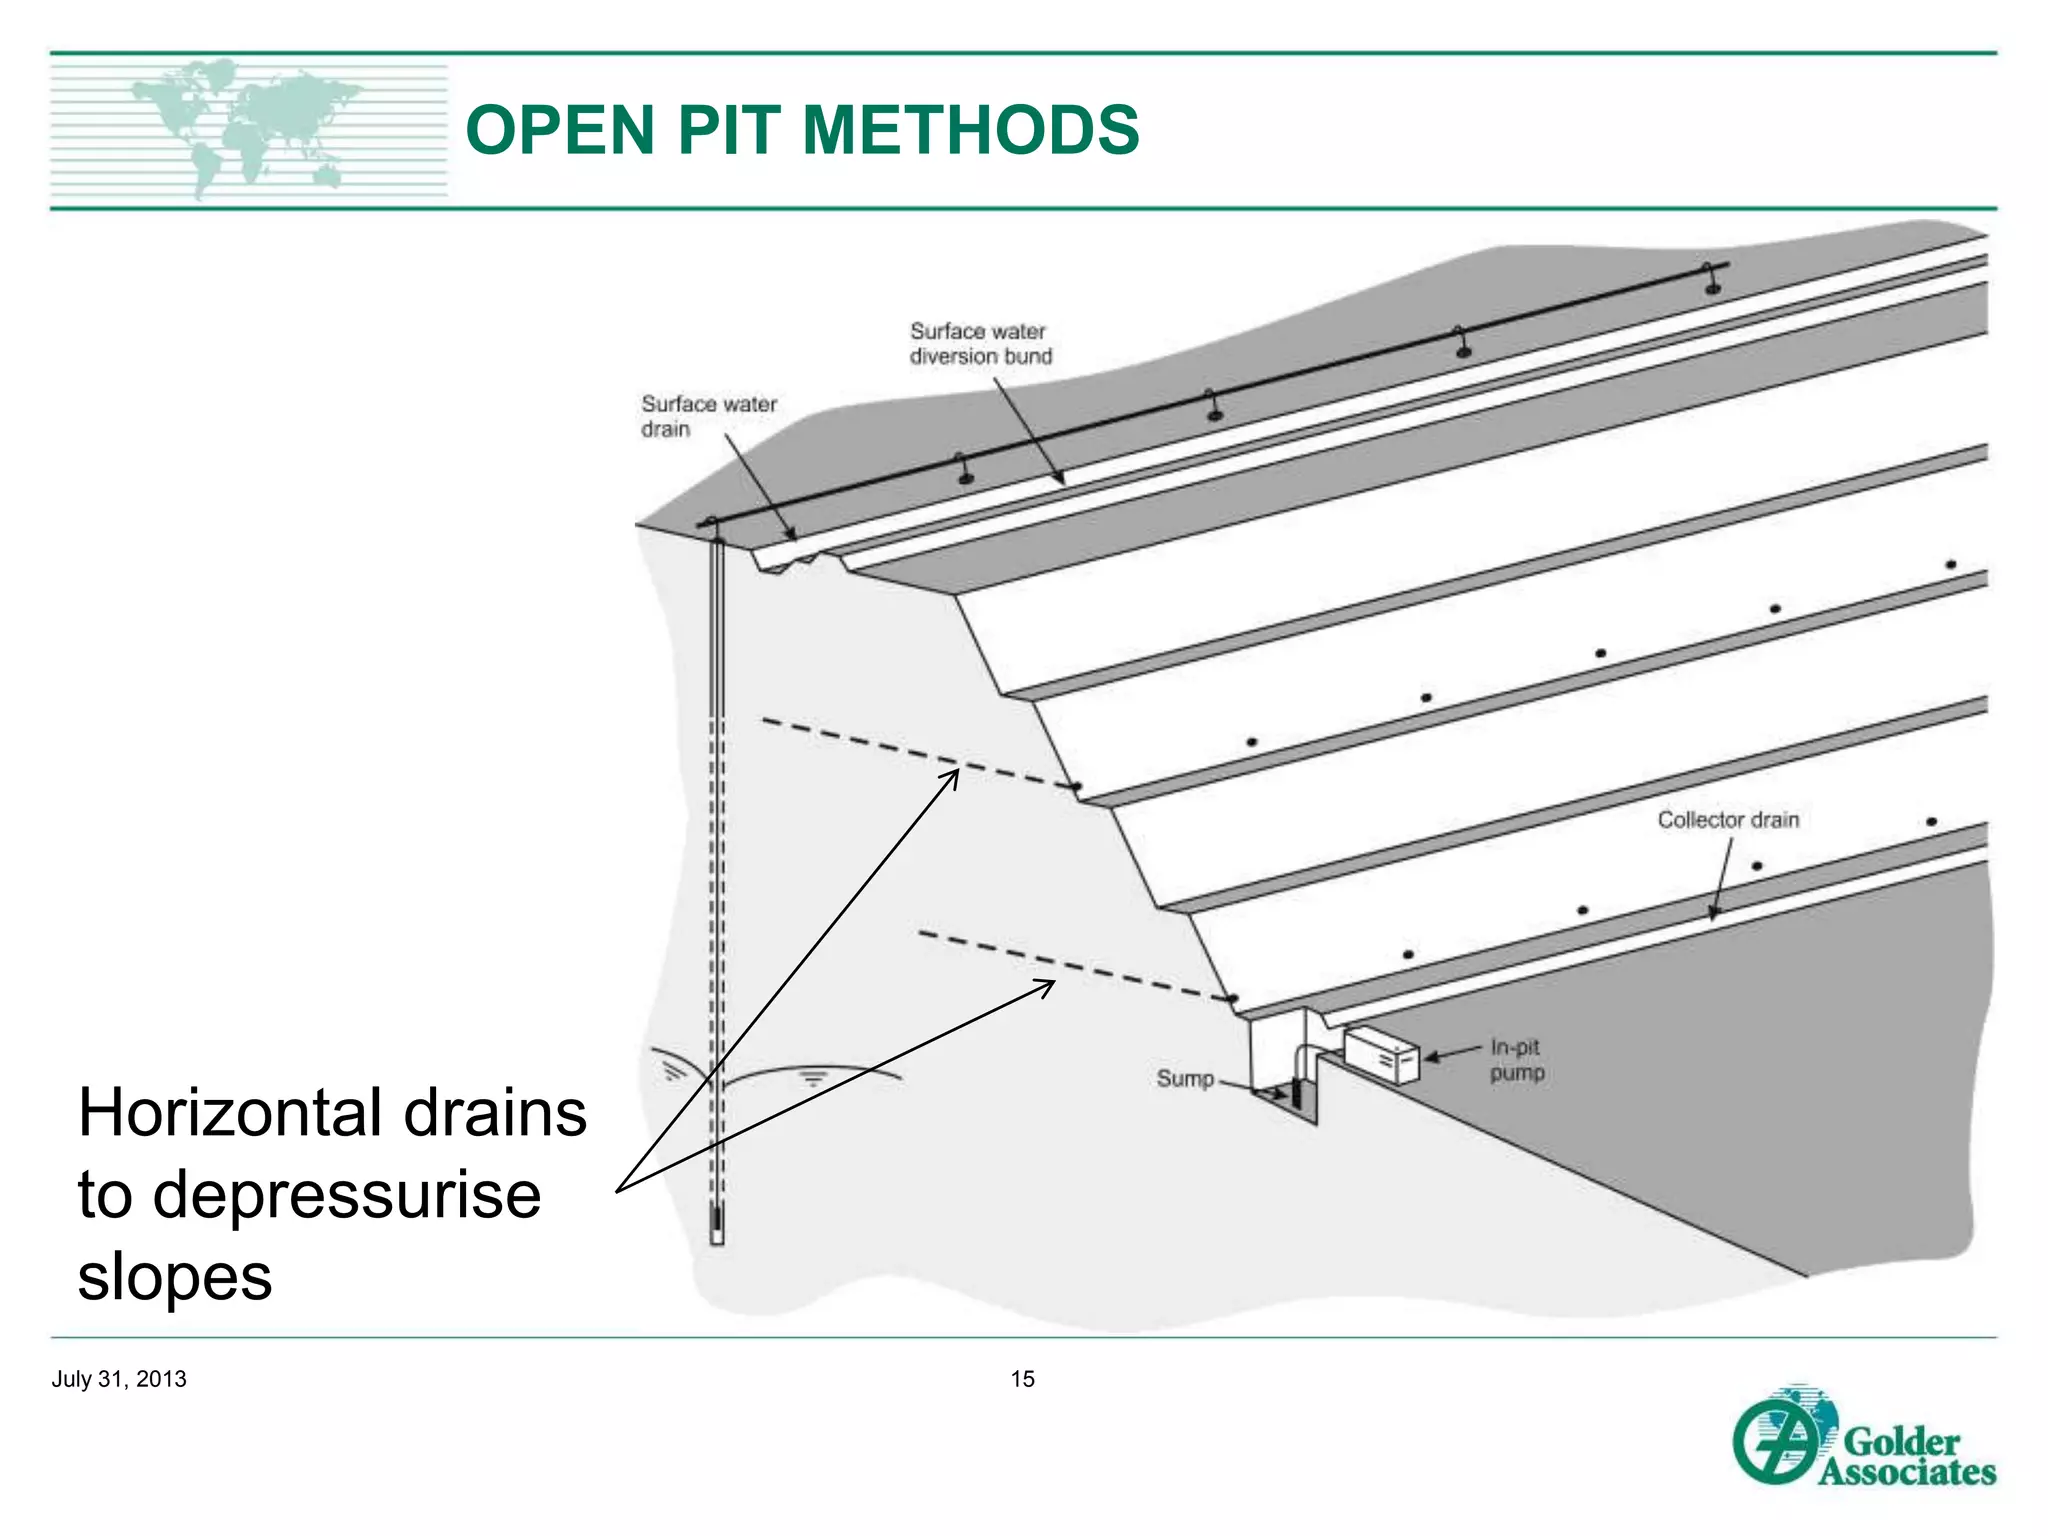 OPEN PIT METHODS
Surface water
diversion bund
Surface water
drain
Collector drain
In-pit
pump
Sump
Horizontal drains
to depressurise
slopes
July 31, 2013
15
Golder
Associates